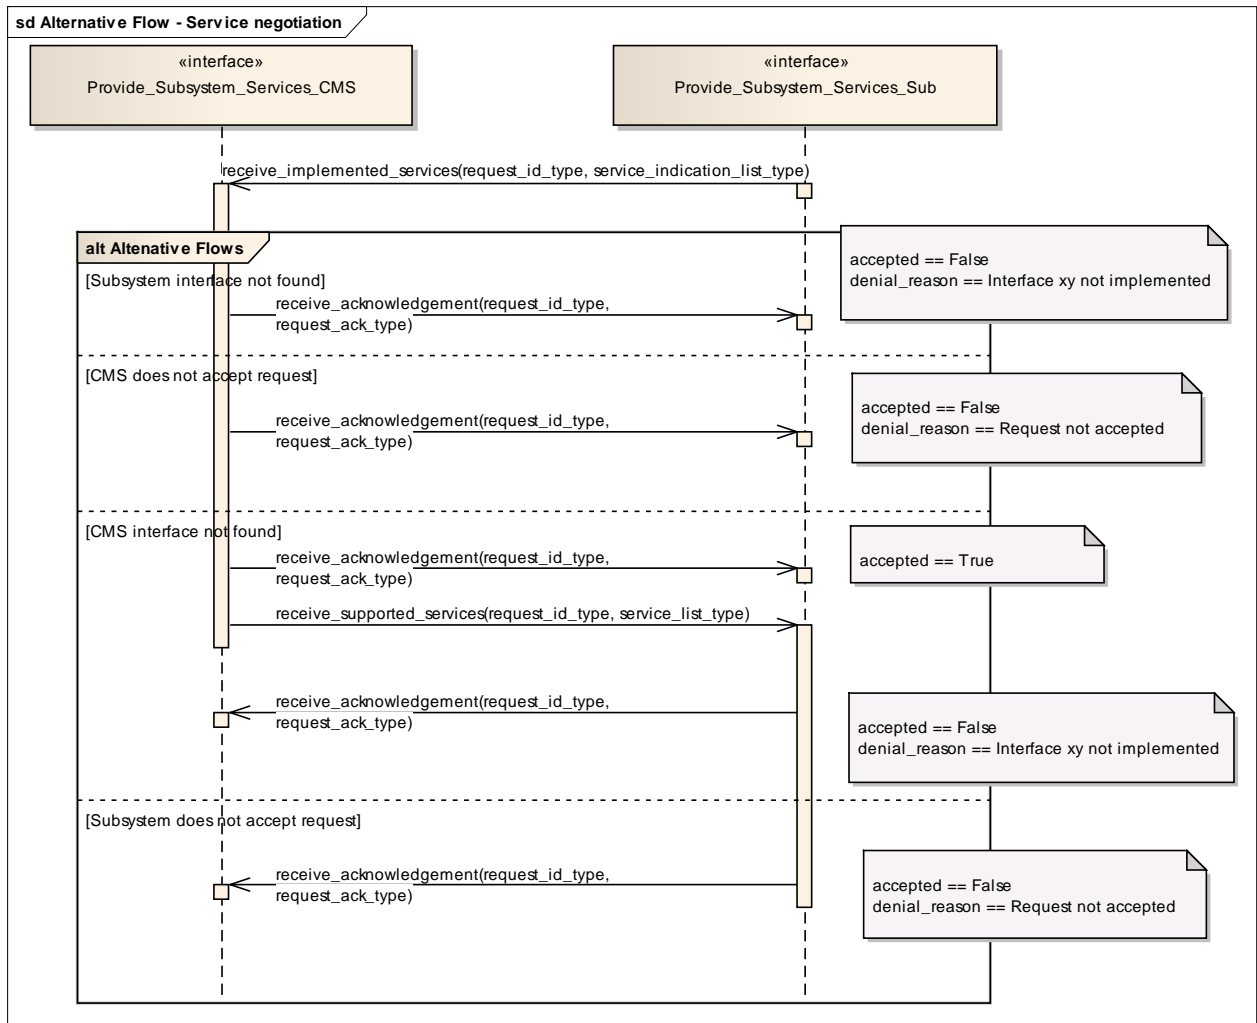 sd Alternative Flow - Service negotiation
«interface»
Provide_Subsystem_Services_CMS
«interface»
Provide_Subsystem_Services_Sub
receive_implemented_services(request_id_type, service_indication_list_type)
alt Altenative Flows
[Subsystem interface not found]
accepted == False
denial_reason == Interface xy not implemented
receive_acknowledgement(request_id_type,
request_ack_type)
[CMS does not accept request]
accepted == False
denial_reason == Request not accepted
receive_acknowledgement(request_id_type,
request_ack_type)
[CMS interface not found]
receive_acknowledgement(request_id_type,
request_ack_type)
accepted == True
receive_supported_services(request_id_type, service_list_type)
receive_acknowledgement(request_id_type,
request_ack_type)
accepted == False
denial_reason == Interface xy not implemented
[Subsystem does not accept request]
receive_acknowledgement(request_id_type,
request_ack_type)
accepted == False
denial_reason == Request not accepted